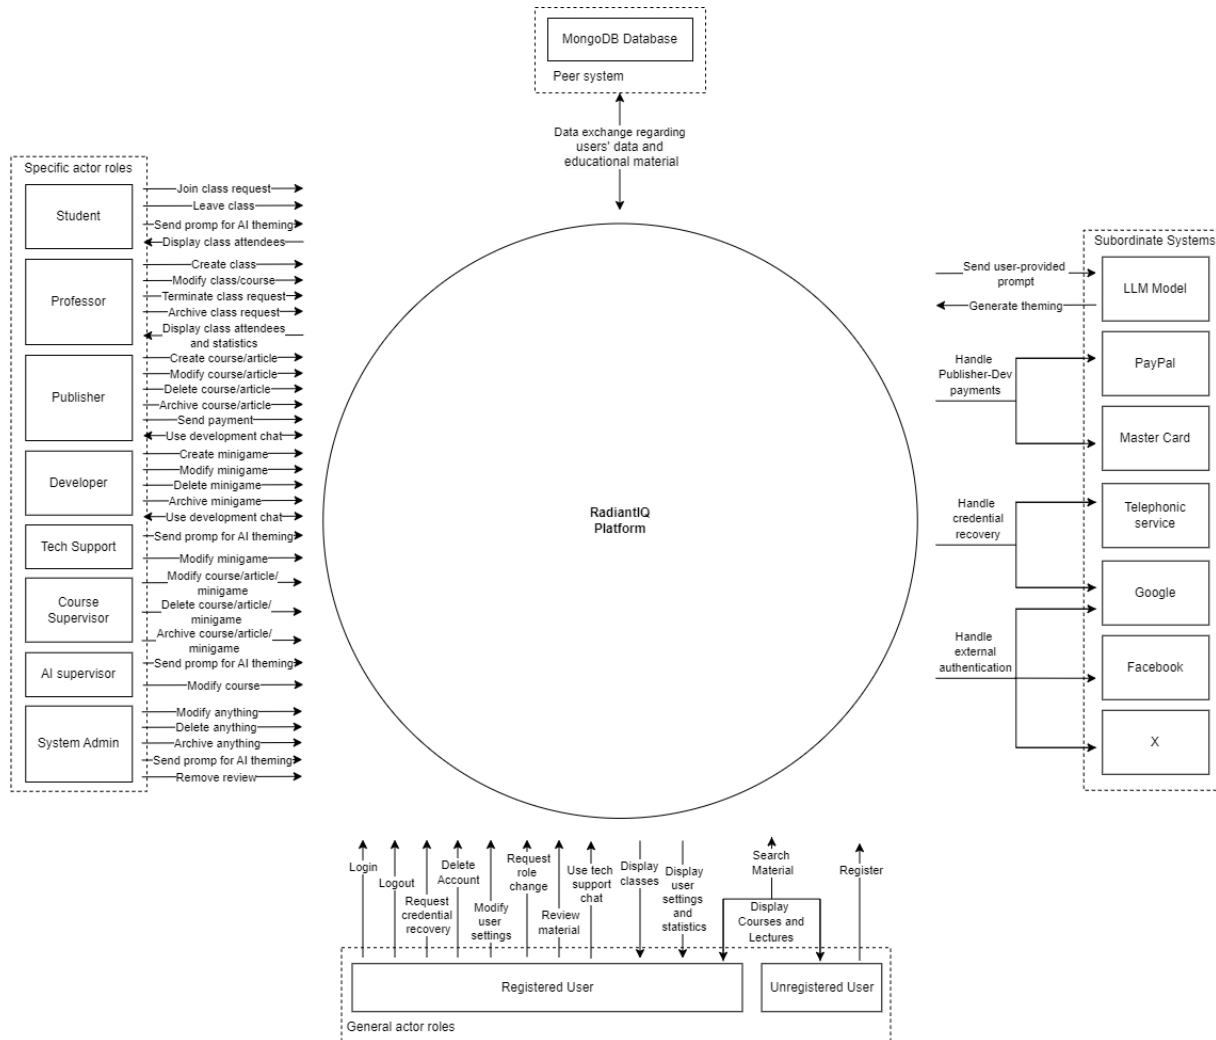 MongoDB Database
Peer system
Data exchange regarding
users' data and
educational material
Specific actor roles
Student
Join class request
Leave class
Send promp for AI theming
Display class attendees
Professor
Create class
Modify class/course
Terminate class request
Archive class request
Display class attendees
and statistics
Publisher
Create course/article
Modify course/article
Delete course/article
Archive course/article
Send payment
Use development chat
Developer
Create minigame
Modify minigame
Delete minigame
Archive minigame
Use development chat
Tech Support
Send promp for AI theming
Modify minigame
Course
Supervisor
Modify course/article/
minigame
Delete course/article/
minigame
Archive course/article/
minigame
AI supervisor
Send promp for AI theming
Modify course
System Admin
Modify anything
Delete anything
Archive anything
Send promp for AI theming
Remove review
RadiantIQ
Platform
Subordinate Systems
Send user-provided
prompt
Generate theming
LLM Model
Handle
Publisher-Dev
payments
PayPal
Master Card
Handle
credential
recovery
Telephonic
service
Google
Handle
external
authentication
Facebook
X
Login
Logout
Request
credential
recovery
Delete
Account
Modify
user
settings
Request
role
change
Review
material
Use tech
support
chat
Display
classes
Display
user
settings
and
statistics
Search
Material
Display
Courses and
Lectures
Register
Registered User
Unregistered User
General actor roles